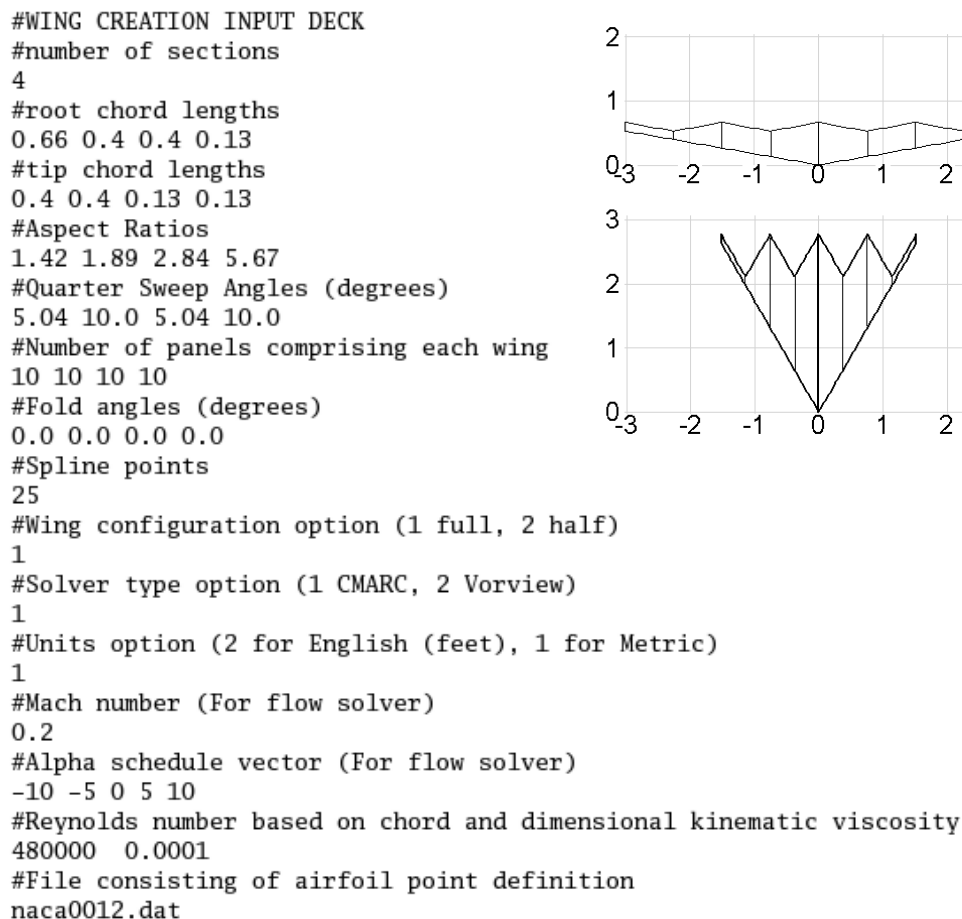 #WING CREATION INPUT DECK
#number of sections
4
#root chord lengths
0.66 0.4 0.4 0.13
#tip chord lengths
0.4 0.4 0.13 0.13
#Aspect Ratios
1.42 1.89 2.84 5.67
#Quarter Sweep Angles (degrees)
5.04 10.0 5.04 10.0
#Number of panels comprising each wing
10 10 10 10
#Fold angles (degrees)
0.0 0.0 0.0 0.0
#Spline points
25
#Wing configuration option (1 full, 2 half)
1
#Solver type option (1 CMARC, 2 Vorview)
1
#Units option (2 for English (feet), 1 for Metric)
1
#Mach number (For flow solver)
0.2
#Alpha schedule vector (For flow solver)
-10 -5 0 5 10
#Reynolds number based on chord and dimensional kinematic viscosity
480000 0.0001
#File consisting of airfoil point definition
naca0012.dat
2
1
0
-3 -2 -1 0 1 2
3
2
1
0
-3 -2 -1 0 1 2